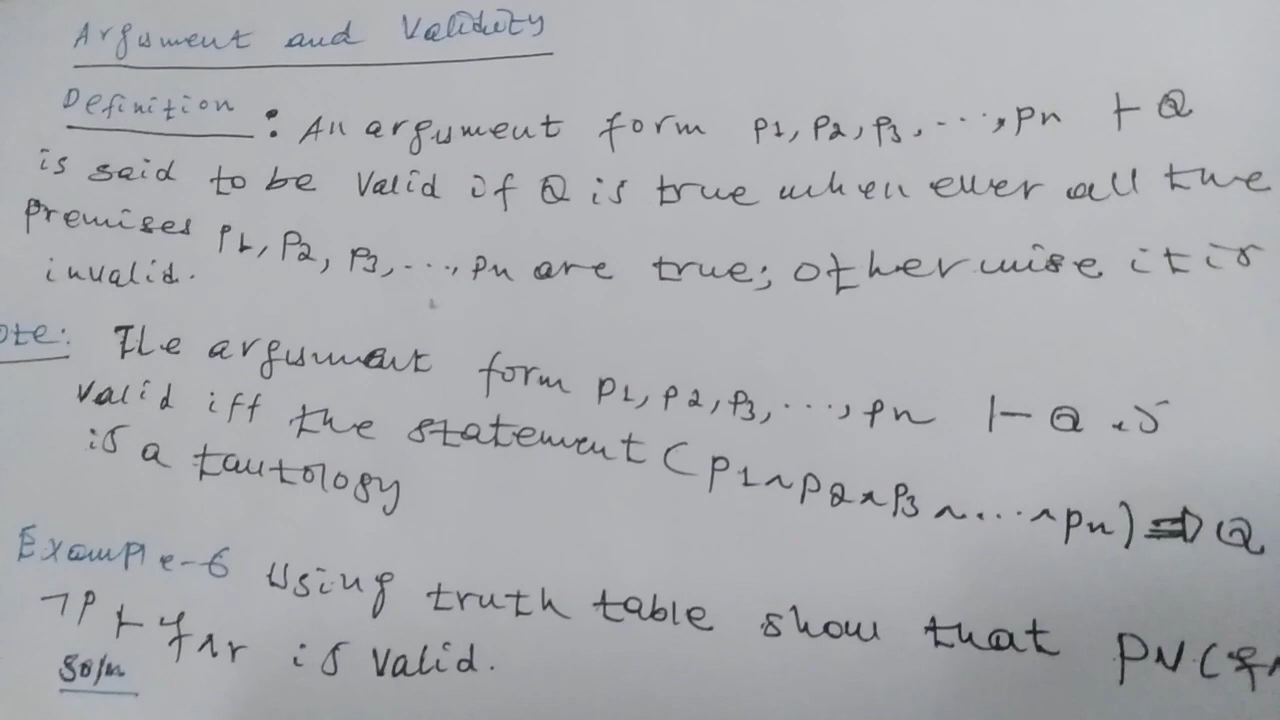 Argument and Validity
Definition: An argument form P1, P2, P3, ..., Pn ⊢ Q
is said to be valid if Q is true when ever all the
premises P1, P2, P3, ..., Pn are true; otherwise it is
invalid.
ote: The argument form P1, P2, P3, ..., Pn ⊢ Q is
valid iff the statement (P1 ∧ P2 ∧ P3 ∧ ... ∧ Pn) ⇒ Q
is a tautology
Example-6 Using truth table show that P∨(q∧
¬P ⊢ q∧r is valid.
Soln